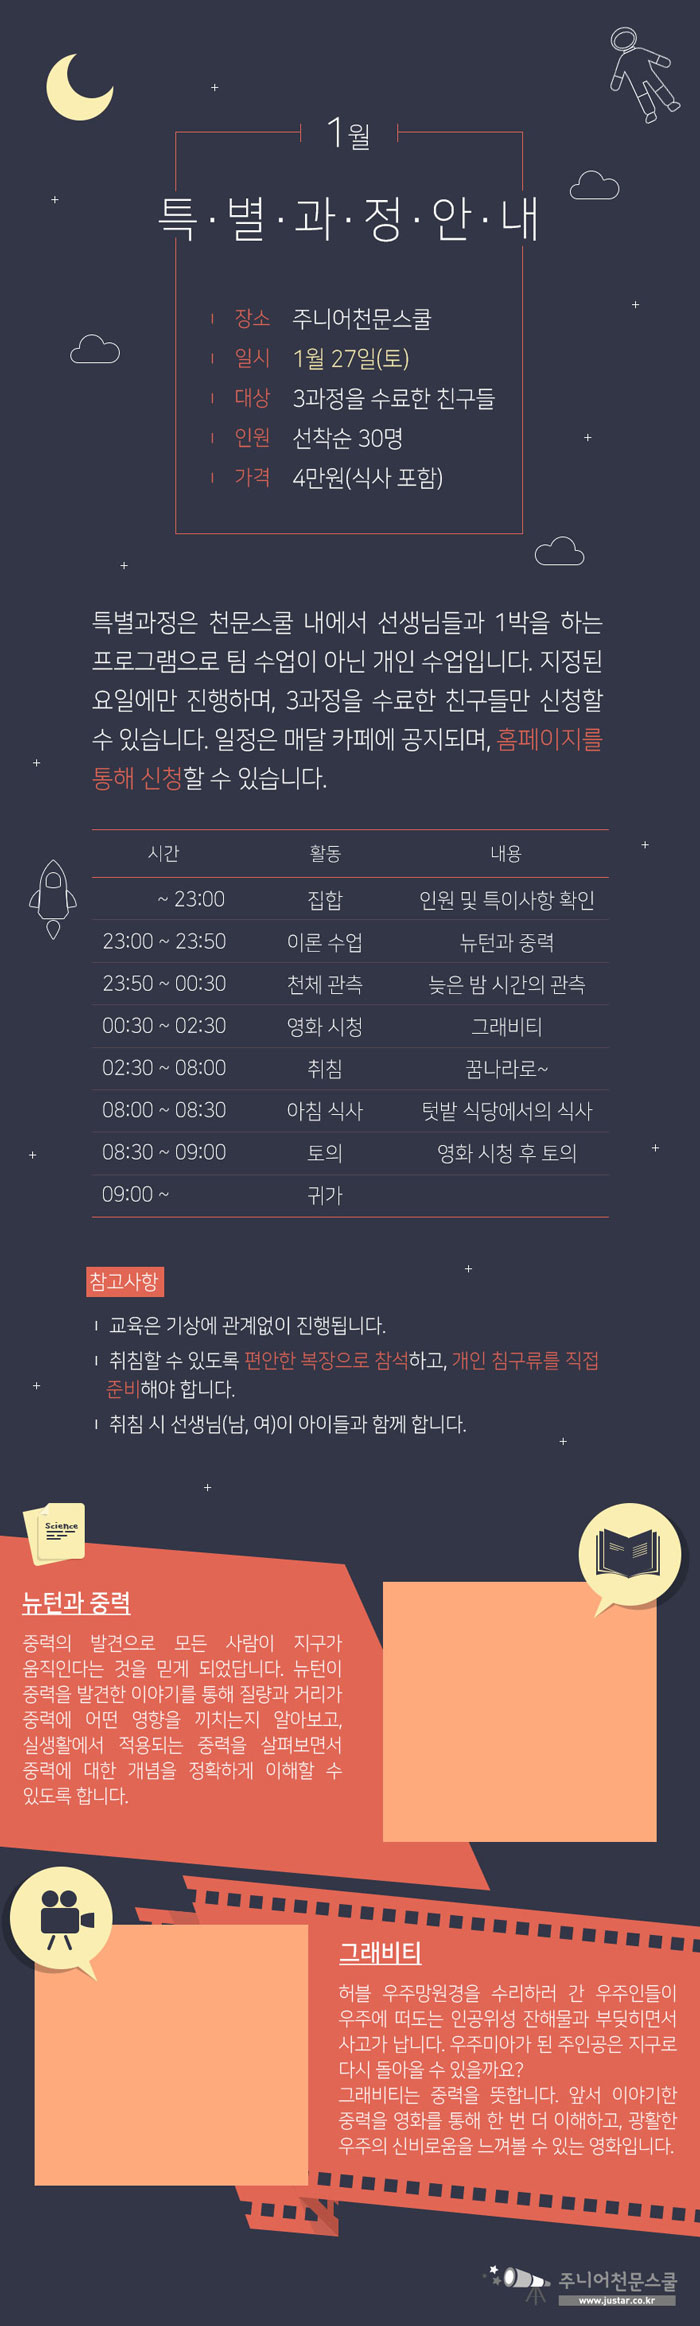 1월
특·별·과·정·안·내
장소 주니어천문스쿨
일시 1월 27일(토)
대상 3과정을 수료한 친구들
인원 선착순 30명
가격 4만원(식사 포함)
특별과정은 천문스쿨 내에서 선생님들과 1박을 하는
프로그램으로 팀 수업이 아닌 개인 수업입니다. 지정된
요일에만 진행하며, 3과정을 수료한 친구들만 신청할
수 있습니다. 일정은 매달 카페에 공지되며, 홈페이지를
통해 신청할 수 있습니다.
시간 활동 내용
~ 23:00 집합 인원 및 특이사항 확인
23:00 ~ 23:50 이론 수업 뉴턴과 중력
23:50 ~ 00:30 천체 관측 늦은 밤 시간의 관측
00:30 ~ 02:30 영화 시청 그래비티
02:30 ~ 08:00 취침 꿈나라로~
08:00 ~ 08:30 아침 식사 텃밭 식당에서의 식사
08:30 ~ 09:00 토의 영화 시청 후 토의
09:00 ~ 귀가
참고사항
교육은 기상에 관계없이 진행됩니다.
취침할 수 있도록 편안한 복장으로 참석하고, 개인 침구류를 직접
준비해야 합니다.
취침 시 선생님(남, 여)이 아이들과 함께 합니다.
Science
뉴턴과 중력
중력의 발견으로 모든 사람이 지구가
움직인다는 것을 믿게 되었답니다. 뉴턴이
중력을 발견한 이야기를 통해 질량과 거리가
중력에 어떤 영향을 끼치는지 알아보고,
실생활에서 적용되는 중력을 살펴보면서
중력에 대한 개념을 정확하게 이해할 수
있도록 합니다.
그래비티
허블 우주망원경을 수리하러 간 우주인들이
우주에 떠도는 인공위성 잔해물과 부딪히면서
사고가 납니다. 우주미아가 된 주인공은 지구로
다시 돌아올 수 있을까요?
그래비티는 중력을 뜻합니다. 앞서 이야기한
중력을 영화를 통해 한 번 더 이해하고, 광활한
우주의 신비로움을 느껴볼 수 있는 영화입니다.
주니어천문스쿨
www.justar.co.kr